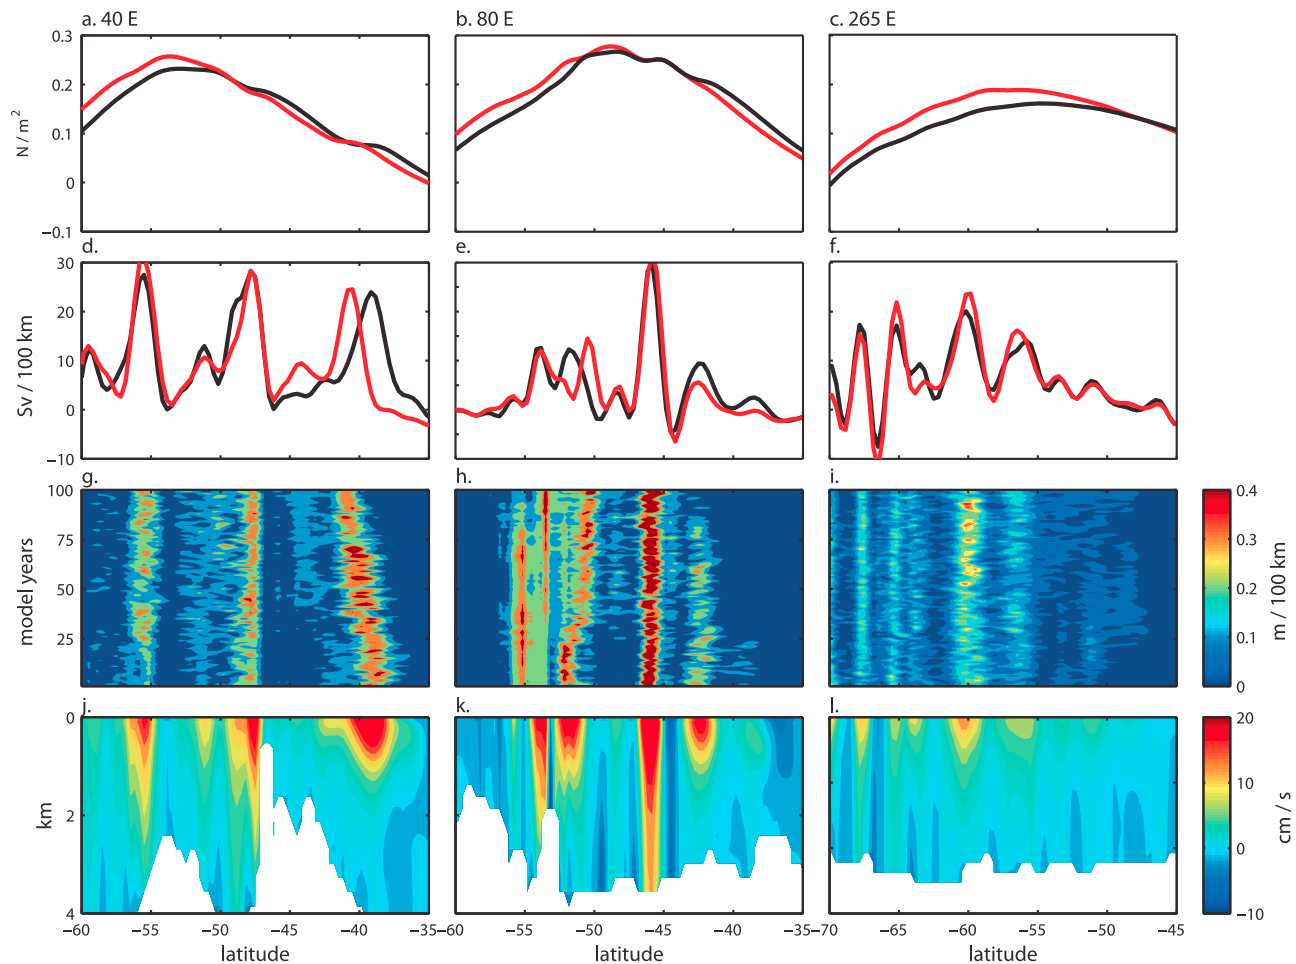 a. 40 E
b. 80 E
c. 265 E
0.3
0.2
0.1
0
−0.1
N / m²
d.
e.
f.
30
20
10
0
−10
Sv / 100 km
g.
h.
i.
100
75
50
25
1
model years
0.4
0.3
0.2
0.1
0
m / 100 km
j.
k.
l.
0
2
4
km
20
10
0
−10
cm / s
−60 −55 −50 −45 −40 −35
−60 −55 −50 −45 −40 −35
−70 −65 −60 −55 −50 −45
latitude latitude latitude